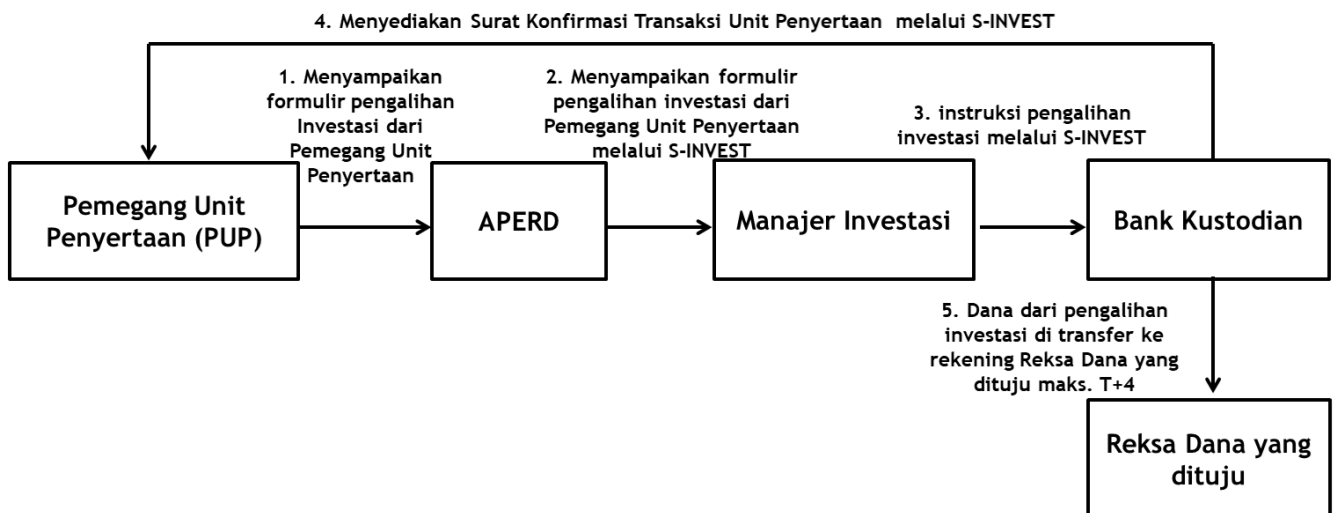 4. Menyediakan Surat Konfirmasi Transaksi Unit Penyertaan melalui S-INVEST
1. Menyampaikan
formulir pengalihan
Investasi dari
Pemegang Unit
Penyertaan
2. Menyampaikan formulir
pengalihan investasi dari
Pemegang Unit Penyertaan
melalui S-INVEST
3. instruksi pengalihan
investasi melalui S-INVEST
Pemegang Unit
Penyertaan (PUP)
APERD
Manajer Investasi
Bank Kustodian
5. Dana dari pengalihan
investasi di transfer ke
rekening Reksa Dana yang
dituju maks. T+4
Reksa Dana yang
dituju